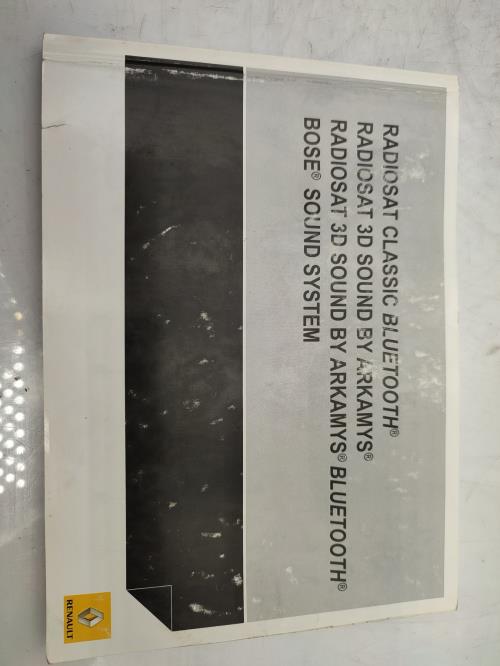 RADIOSAT CLASSIC BLUETOOTH®
RADIOSAT 3D SOUND BY ARKAMYS®
RADIOSAT 3D SOUND BY ARKAMYS® BLUETOOTH®
BOSE® SOUND SYSTEM
RENAULT